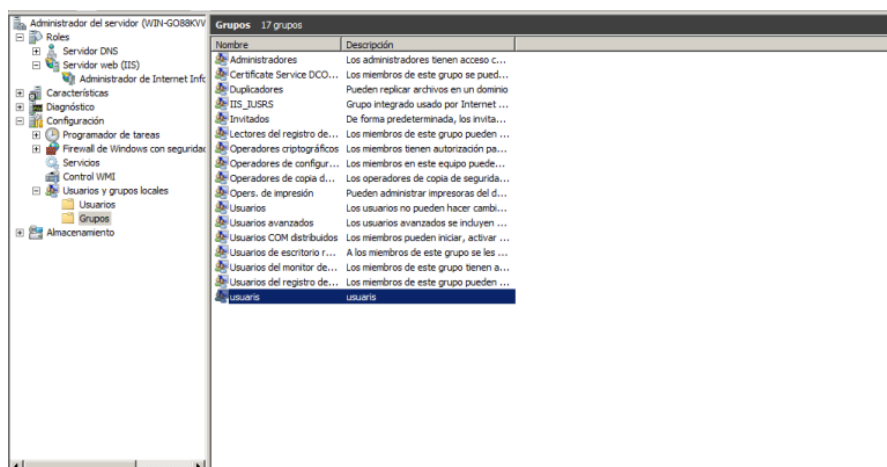 Administrador del servidor (WIN-GO88KVV
Roles
Servidor DNS
Servidor web (IIS)
Administrador de Internet Info
Características
Diagnóstico
Configuración
Programador de tareas
Firewall de Windows con seguridad
Servicios
Control WMI
Usuarios y grupos locales
Usuarios
Grupos
Almacenamiento
Grupos 17 grupos
Nombre Descripción
Administradores Los administradores tienen acceso c...
Certificate Service DCO... Los miembros de este grupo se pued...
Duplicadores Pueden replicar archivos en un dominio
IIS_IUSRS Grupo integrado usado por Internet ...
Invitados De forma predeterminada, los invita...
Lectores del registro de... Los miembros de este grupo pueden ...
Operadores criptográficos Los miembros tienen autorización pa...
Operadores de configur... Los miembros en este equipo puede...
Operadores de copia d... Los operadores de copia de segurida...
Opers. de impresión Pueden administrar impresoras del d...
Usuarios Los usuarios no pueden hacer cambi...
Usuarios avanzados Los usuarios avanzados se incluyen ...
Usuarios COM distribuidos Los miembros pueden iniciar, activar ...
Usuarios de escritorio r... A los miembros de este grupo se les ...
Usuarios del monitor de... Los miembros de este grupo tienen a...
Usuarios del registro de... Los miembros de este grupo pueden ...
usuaris usuaris